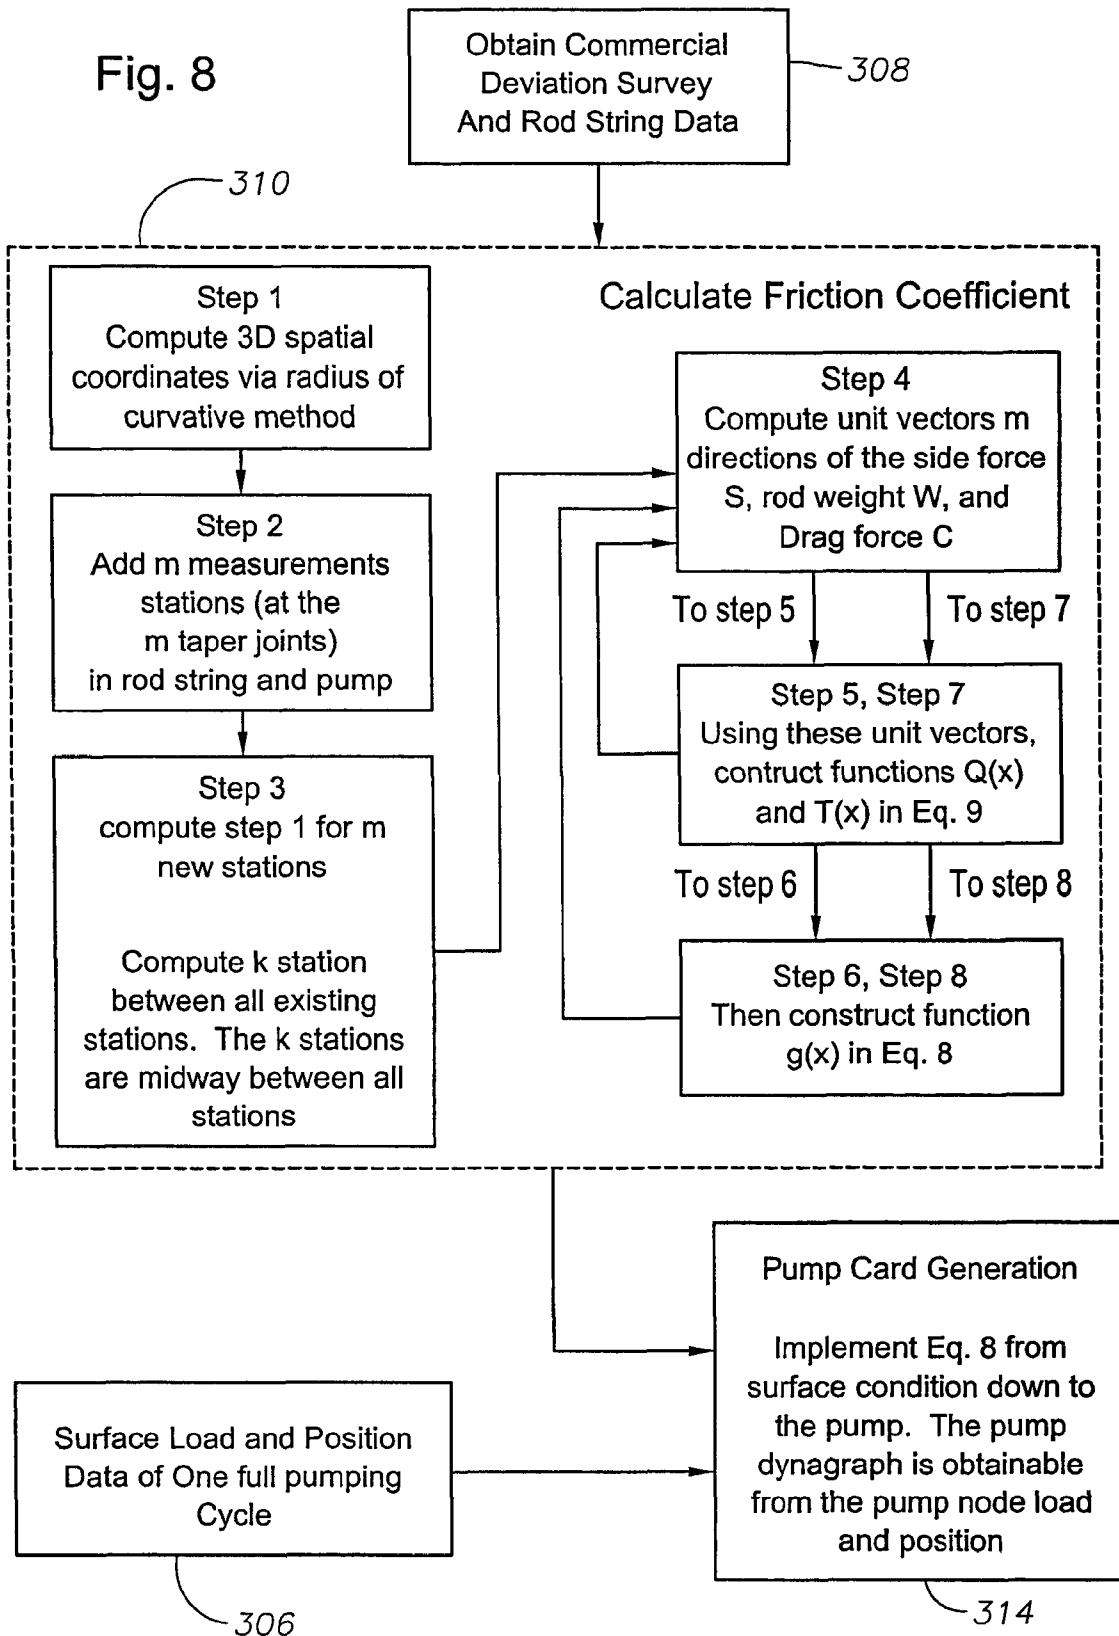 Fig. 8
Obtain Commercial
Deviation Survey
And Rod String Data
308
310
Calculate Friction Coefficient
Step 1
Compute 3D spatial
coordinates via radius of
curvative method
Step 2
Add m measurements
stations (at the
m taper joints)
in rod string and pump
Step 3
compute step 1 for m
new stations
Compute k station
between all existing
stations. The k stations
are midway between all
stations
Step 4
Compute unit vectors m
directions of the side force
S, rod weight W, and
Drag force C
To step 5
To step 7
Step 5, Step 7
Using these unit vectors,
contruct functions Q(x)
and T(x) in Eq. 9
To step 6
To step 8
Step 6, Step 8
Then construct function
g(x) in Eq. 8
Surface Load and Position
Data of One full pumping
Cycle
306
Pump Card Generation
Implement Eq. 8 from
surface condition down to
the pump. The pump
dynagraph is obtainable
from the pump node load
and position
314